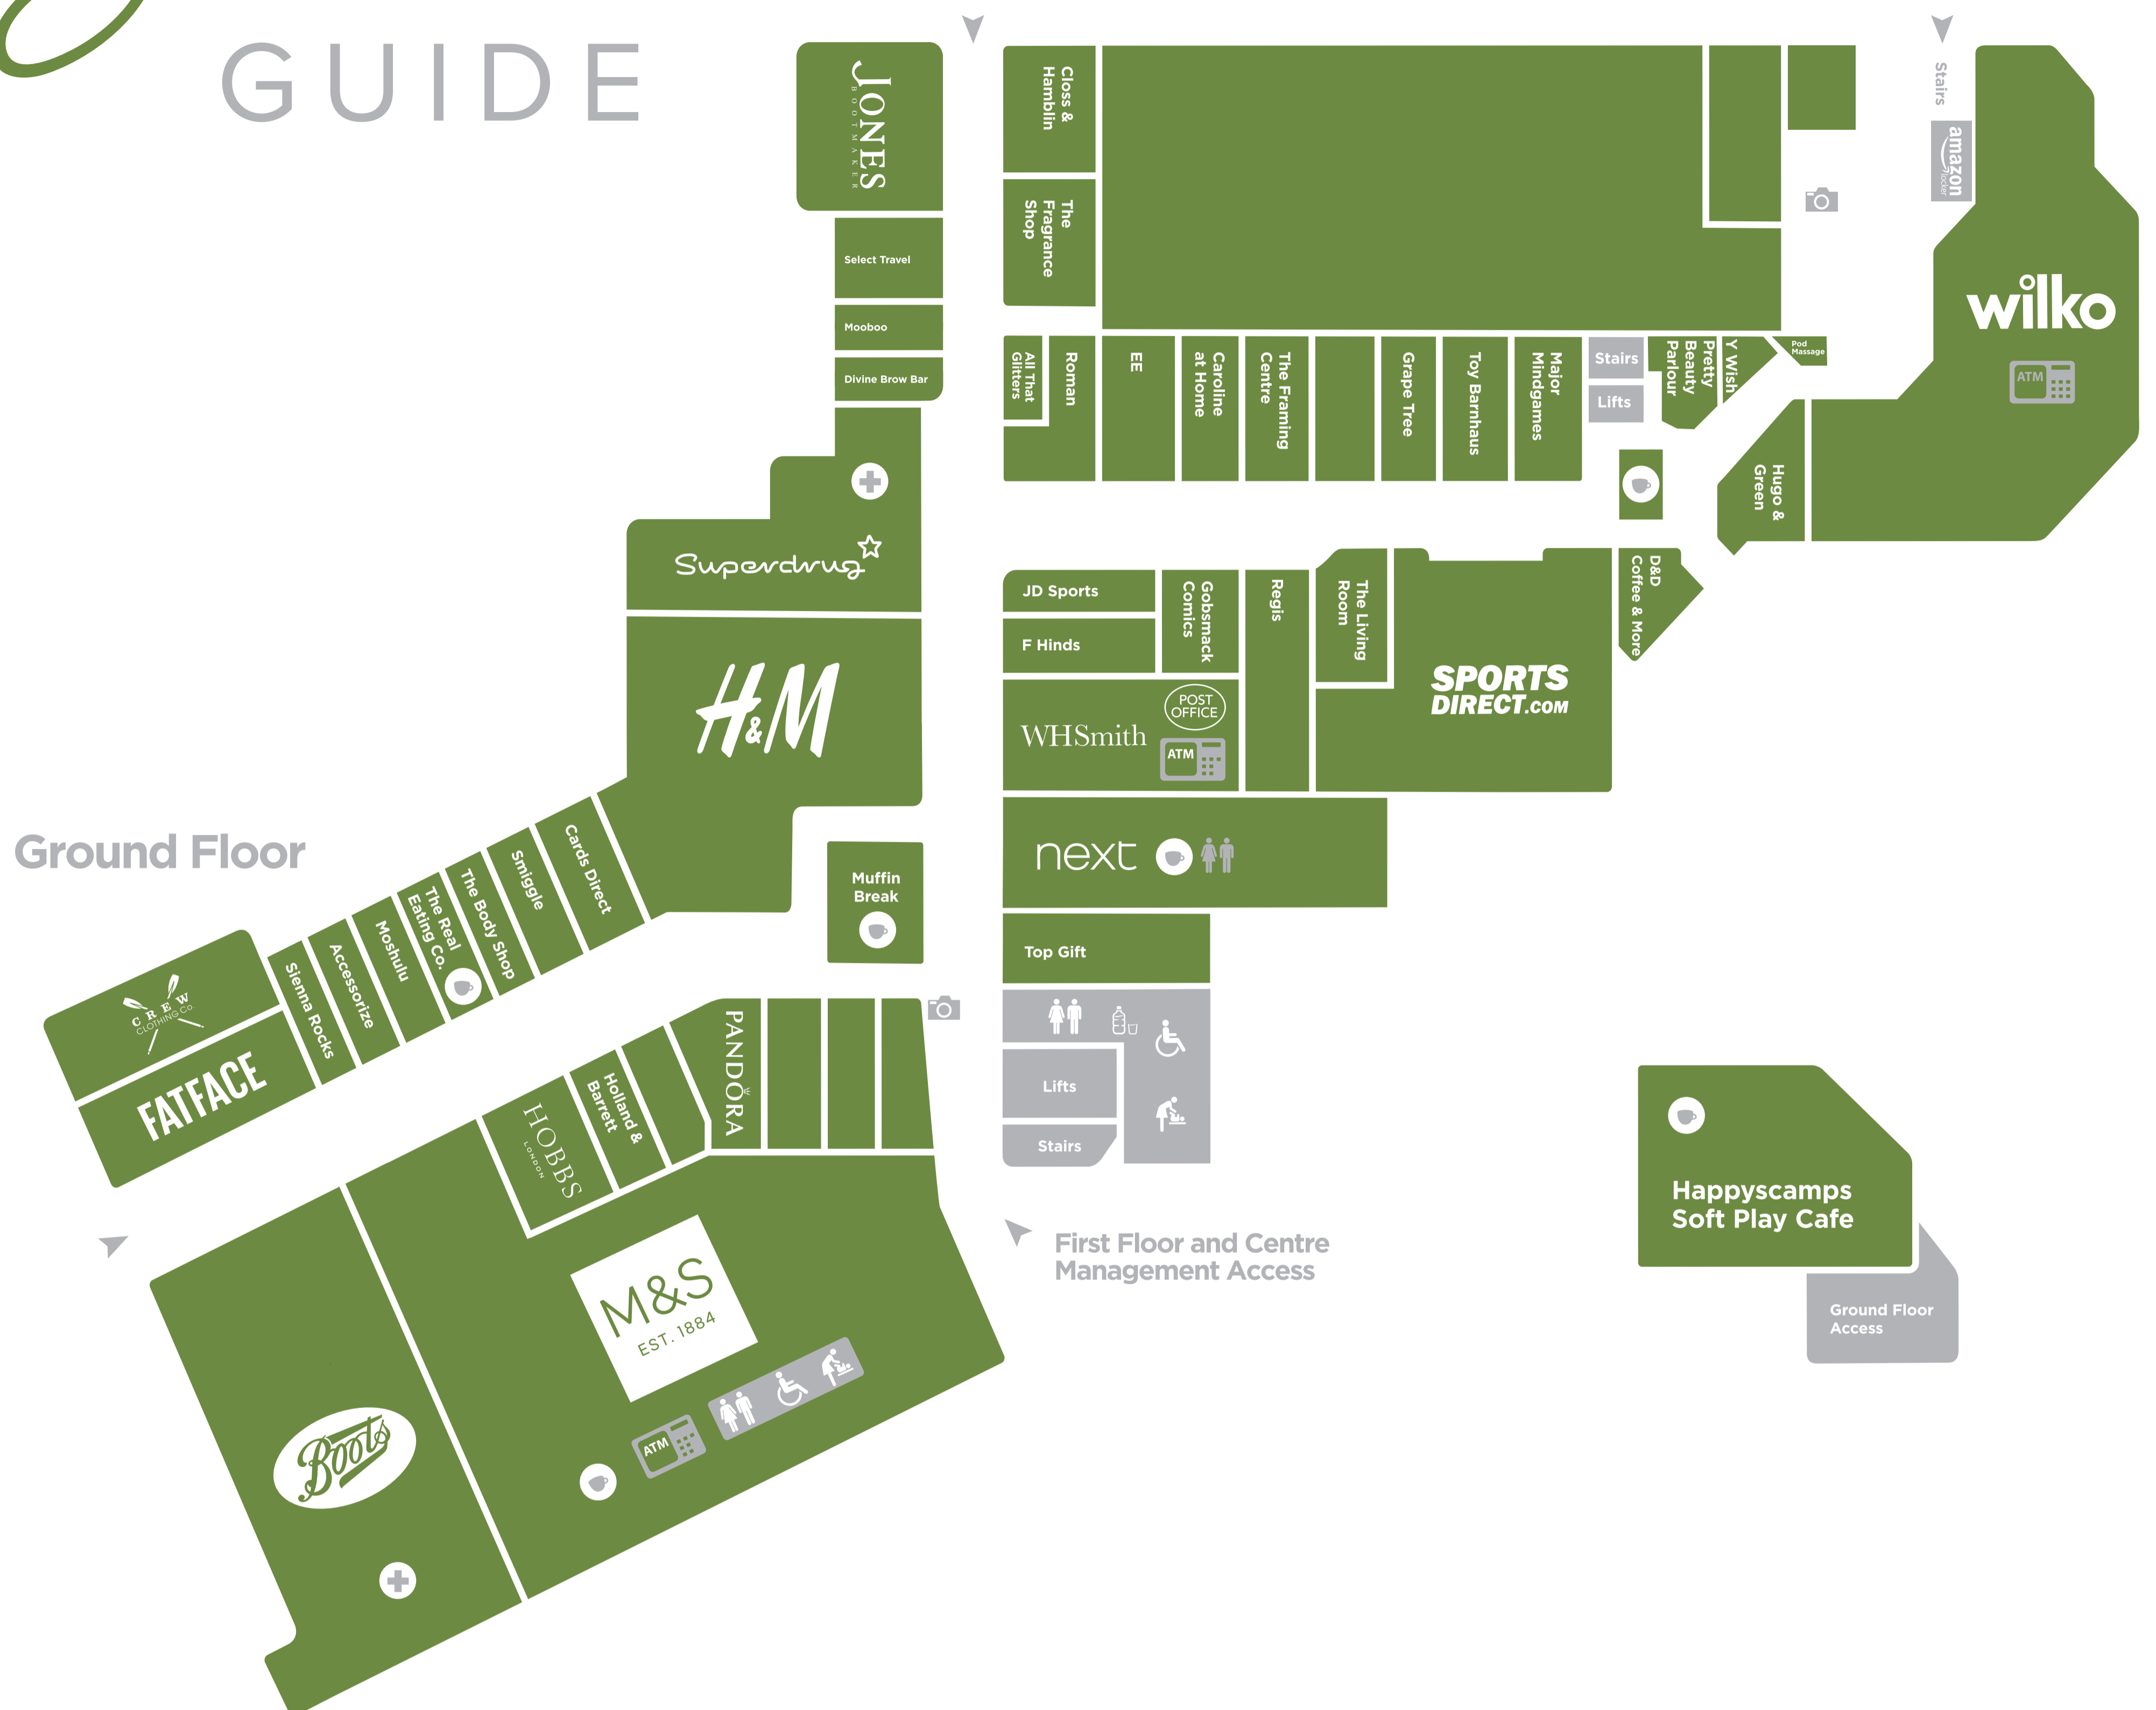 GUIDE
JONES
BOOTMAKER
Select Travel
Mooboo
Divine Brow Bar
Closs &
Hamblin
The
Fragrance
Shop
All That
Glitters
Roman
EE
Caroline
at Home
The Framing
Centre
Grape Tree
Toy Barnhaus
Major
Mindgames
Stairs
Lifts
Pretty
Beauty
Parlour
Y Wish
Pod
Massage
Stairs
amazon
locker
wilko
ATM
Hugo &
Green
D&D
Coffee & More
Superdrug
H&M
JD Sports
F Hinds
Gobsmack
Comics
Regis
The Living
Room
SPORTS
DIRECT.COM
WHSmith
POST
OFFICE
ATM
next
Top Gift
Lifts
Stairs
Ground Floor
Cards Direct
Smiggle
The Body Shop
The Real
Eating Co.
Moshulu
Accessorize
Sienna Rocks
CREW
CLOTHING Co
FATFACE
Muffin
Break
PANDORA
Holland &
Barrett
HOBBS
LONDON
M&S
EST. 1884
ATM
Boots
First Floor and Centre
Management Access
Happyscamps
Soft Play Cafe
Ground Floor
Access